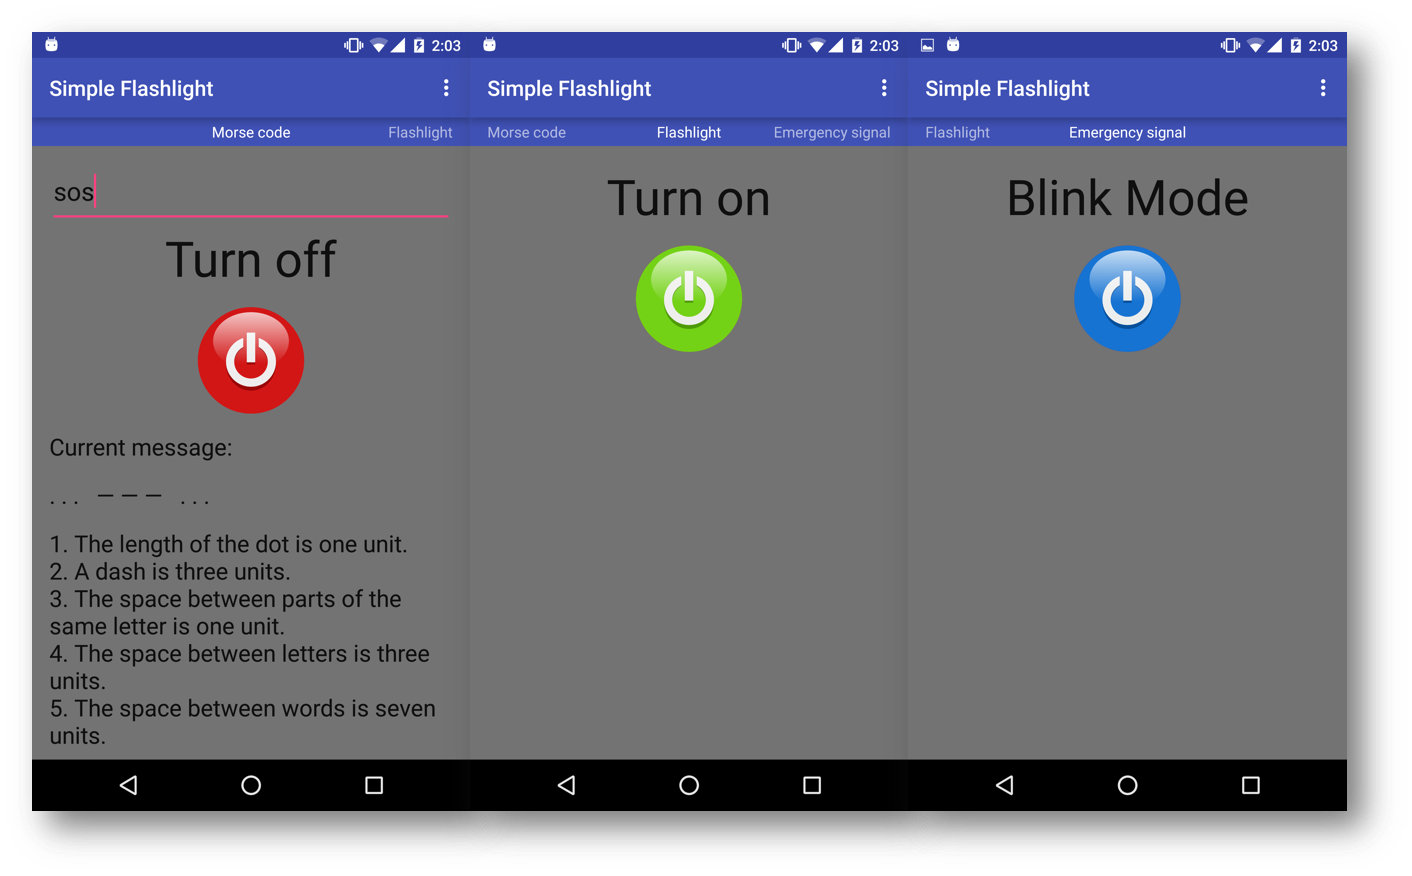 2:03
Simple Flashlight
Morse code Flashlight
sos
Turn off
Current message:
. . .   — — —   . . .
1. The length of the dot is one unit.
2. A dash is three units.
3. The space between parts of the
same letter is one unit.
4. The space between letters is three
units.
5. The space between words is seven
units.
2:03
Simple Flashlight
Morse code Flashlight Emergency signal
Turn on
2:03
Simple Flashlight
Flashlight Emergency signal
Blink Mode